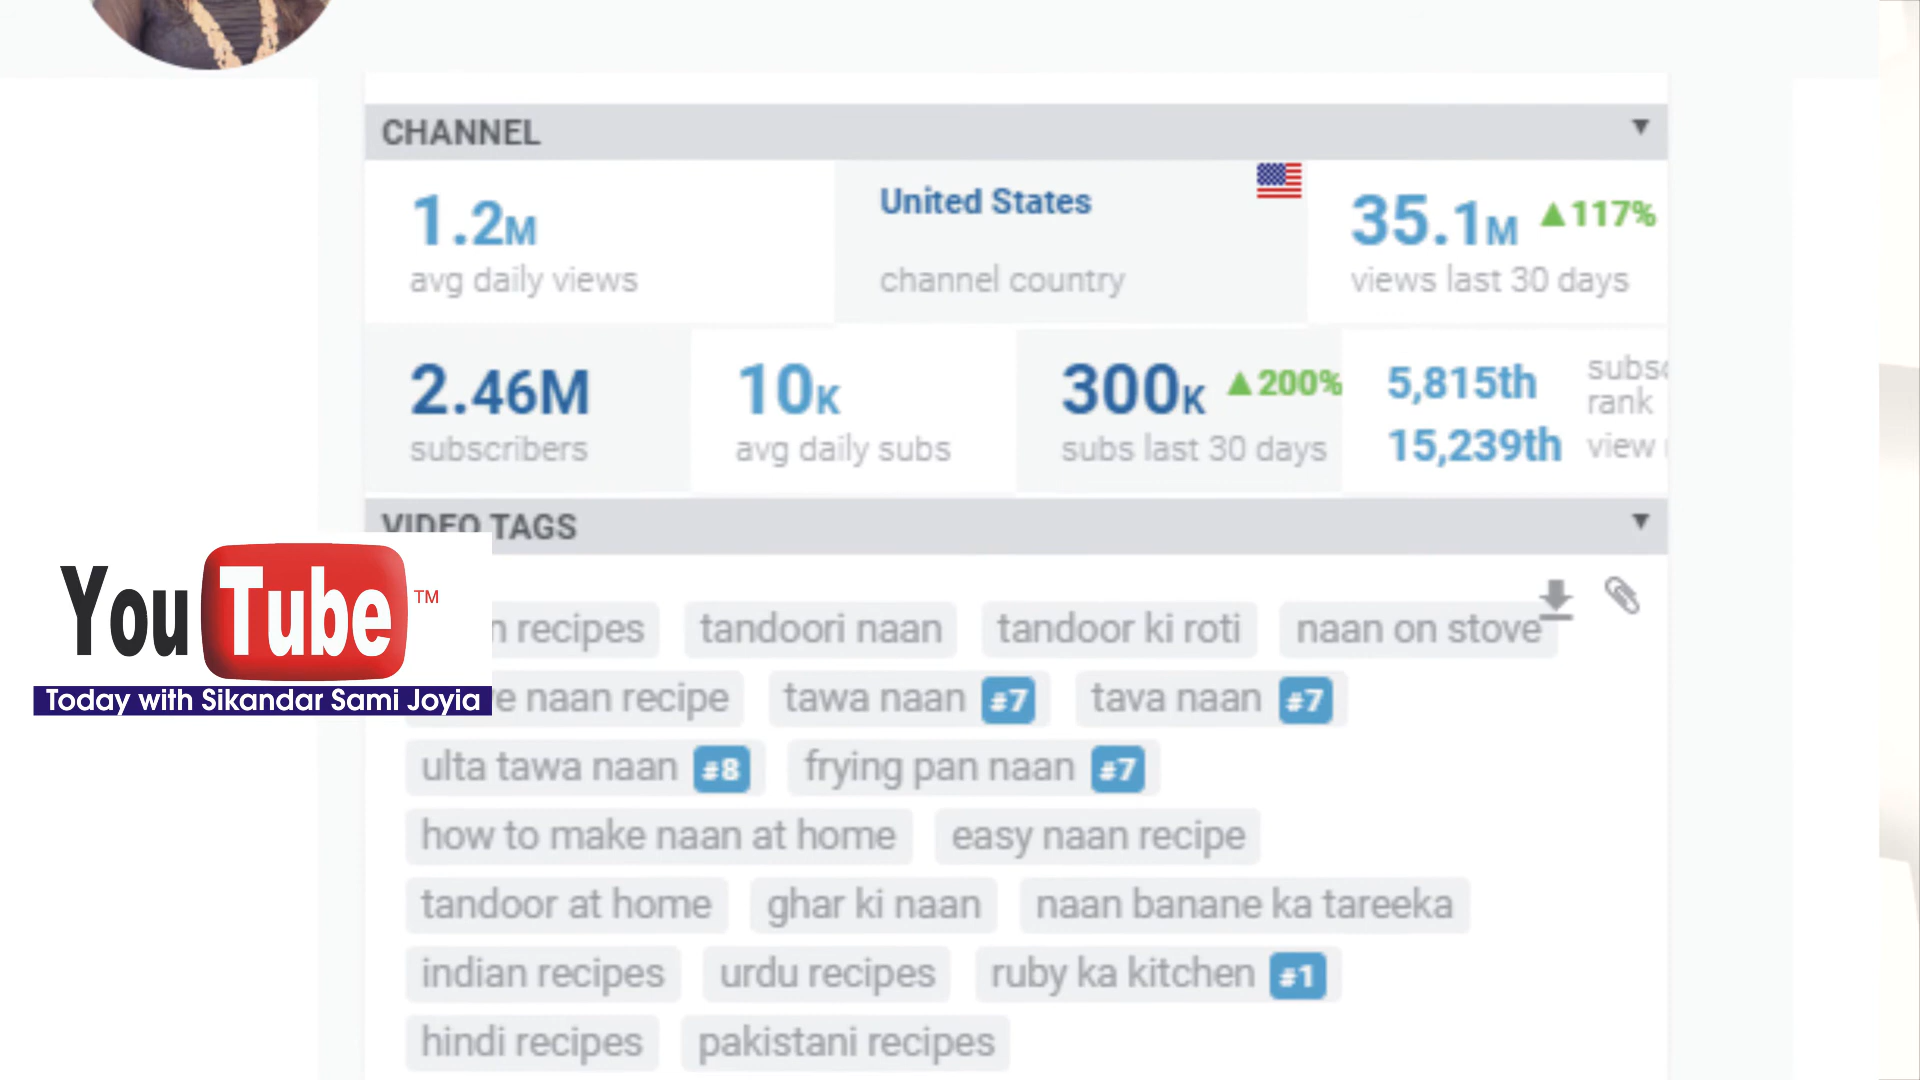 CHANNEL
1.2M
avg daily views
United States
channel country
35.1M ▲117%
views last 30 days
2.46M
subscribers
10K
avg daily subs
300K ▲200%
subs last 30 days
5,815th
rank
15,239th view
VIDEO TAGS
YouTube™
Today with Sikandar Sami Joyia
recipes tandoori naan tandoor ki roti naan on stove
naan recipe tawa naan #7 tava naan #7
ulta tawa naan #8 frying pan naan #7
how to make naan at home easy naan recipe
tandoor at home ghar ki naan naan banane ka tareeka
indian recipes urdu recipes ruby ka kitchen #1
hindi recipes pakistani recipes